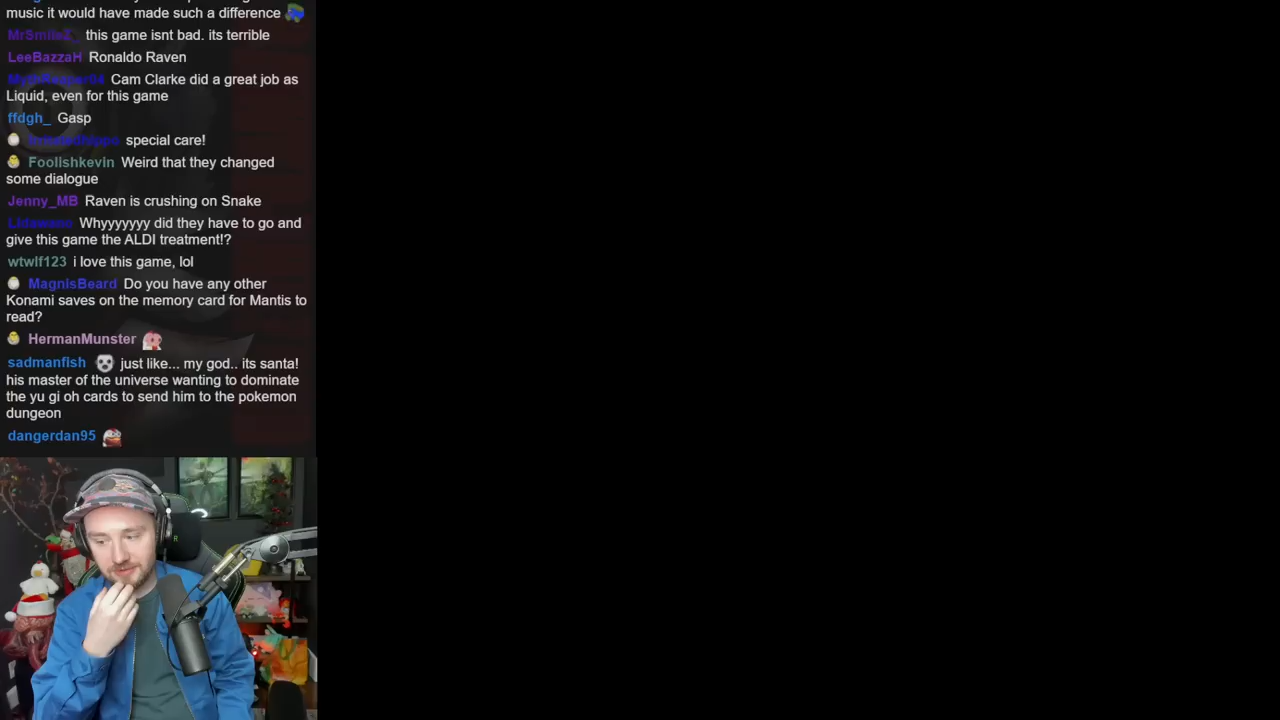 music it would have made such a difference
MrSmile2_ this game isnt bad. its terrible
LeeBazzaH Ronaldo Raven
Cam Clarke did a great job as
Liquid, even for this game
ffdgh_ Gasp
special care!
Foolishkevin Weird that they changed
some dialogue
Jenny_MB Raven is crushing on Snake
Whyyyyyyy did they have to go and
give this game the ALDI treatment!?
wtwlf123 i love this game, lol
MagnisBeard Do you have any other
Konami saves on the memory card for Mantis to
read?
HermanMunster
sadmanfish just like... my god.. its santa!
his master of the universe wanting to dominate
the yu gi oh cards to send him to the pokemon
dungeon
dangerdan95